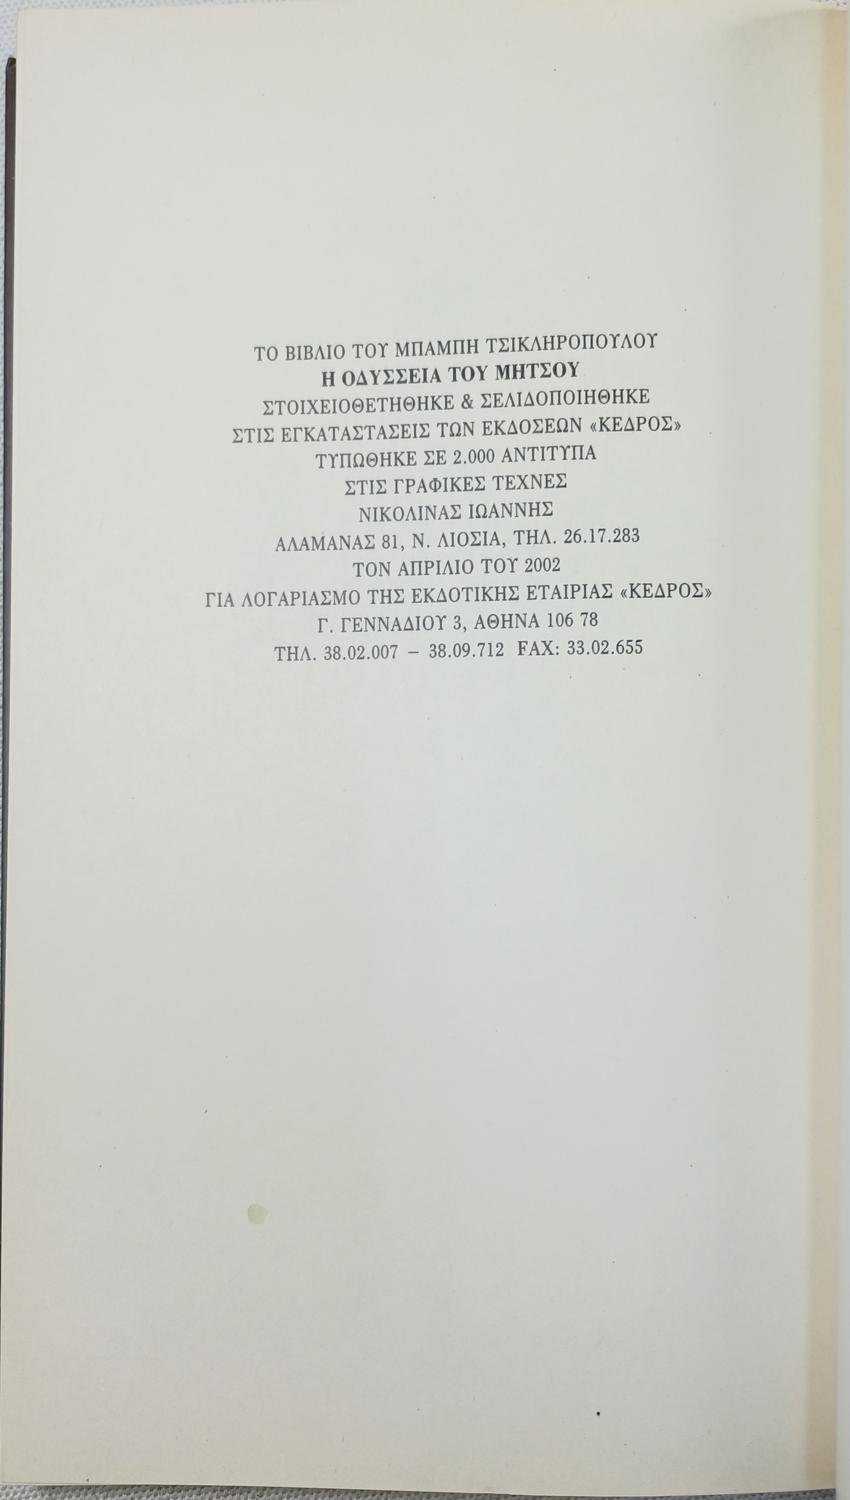 ΤΟ ΒΙΒΛΙΟ ΤΟΥ ΜΠΑΜΠΗ ΤΣΙΚΛΗΡΟΠΟΥΛΟΥ
Η ΟΔΥΣΣΕΙΑ ΤΟΥ ΜΗΤΣΟΥ
ΣΤΟΙΧΕΙΟΘΕΤΗΘΗΚΕ & ΣΕΛΙΔΟΠΟΙΗΘΗΚΕ
ΣΤΙΣ ΕΓΚΑΤΑΣΤΑΣΕΙΣ ΤΩΝ ΕΚΔΟΣΕΩΝ «ΚΕΔΡΟΣ»
ΤΥΠΩΘΗΚΕ ΣΕ 2.000 ΑΝΤΙΤΥΠΑ
ΣΤΙΣ ΓΡΑΦΙΚΕΣ ΤΕΧΝΕΣ
ΝΙΚΟΛΙΝΑΣ ΙΩΑΝΝΗΣ
ΑΛΑΜΑΝΑΣ 81, Ν. ΛΙΟΣΙΑ, ΤΗΛ. 26.17.283
ΤΟΝ ΑΠΡΙΛΙΟ ΤΟΥ 2002
ΓΙΑ ΛΟΓΑΡΙΑΣΜΟ ΤΗΣ ΕΚΔΟΤΙΚΗΣ ΕΤΑΙΡΙΑΣ «ΚΕΔΡΟΣ»
Γ. ΓΕΝΝΑΔΙΟΥ 3, ΑΘΗΝΑ 106 78
ΤΗΛ. 38.02.007 – 38.09.712 FAX: 33.02.655